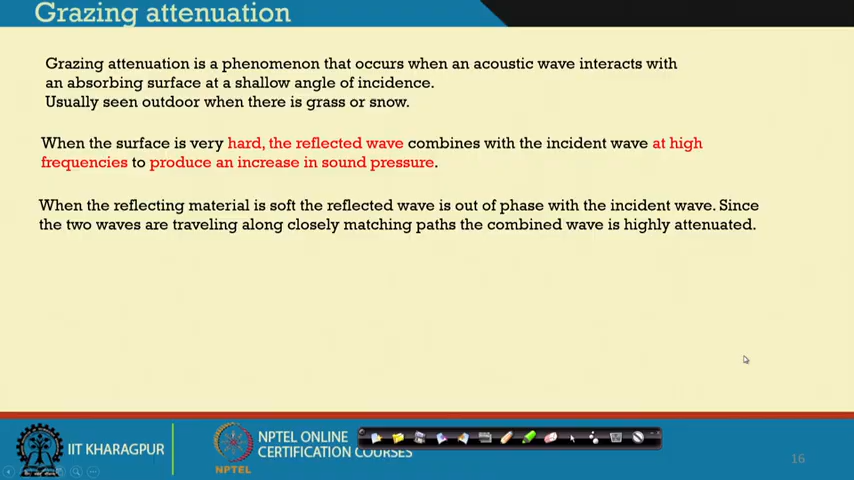 Grazing attenuation
Grazing attenuation is a phenomenon that occurs when an acoustic wave interacts with
an absorbing surface at a shallow angle of incidence.
Usually seen outdoor when there is grass or snow.
When the surface is very hard, the reflected wave combines with the incident wave at high
frequencies to produce an increase in sound pressure.
When the reflecting material is soft the reflected wave is out of phase with the incident wave. Since
the two waves are traveling along closely matching paths the combined wave is highly attenuated.
IIT KHARAGPUR
NPTEL
NPTEL ONLINE
CERTIFICATION COURSES
16